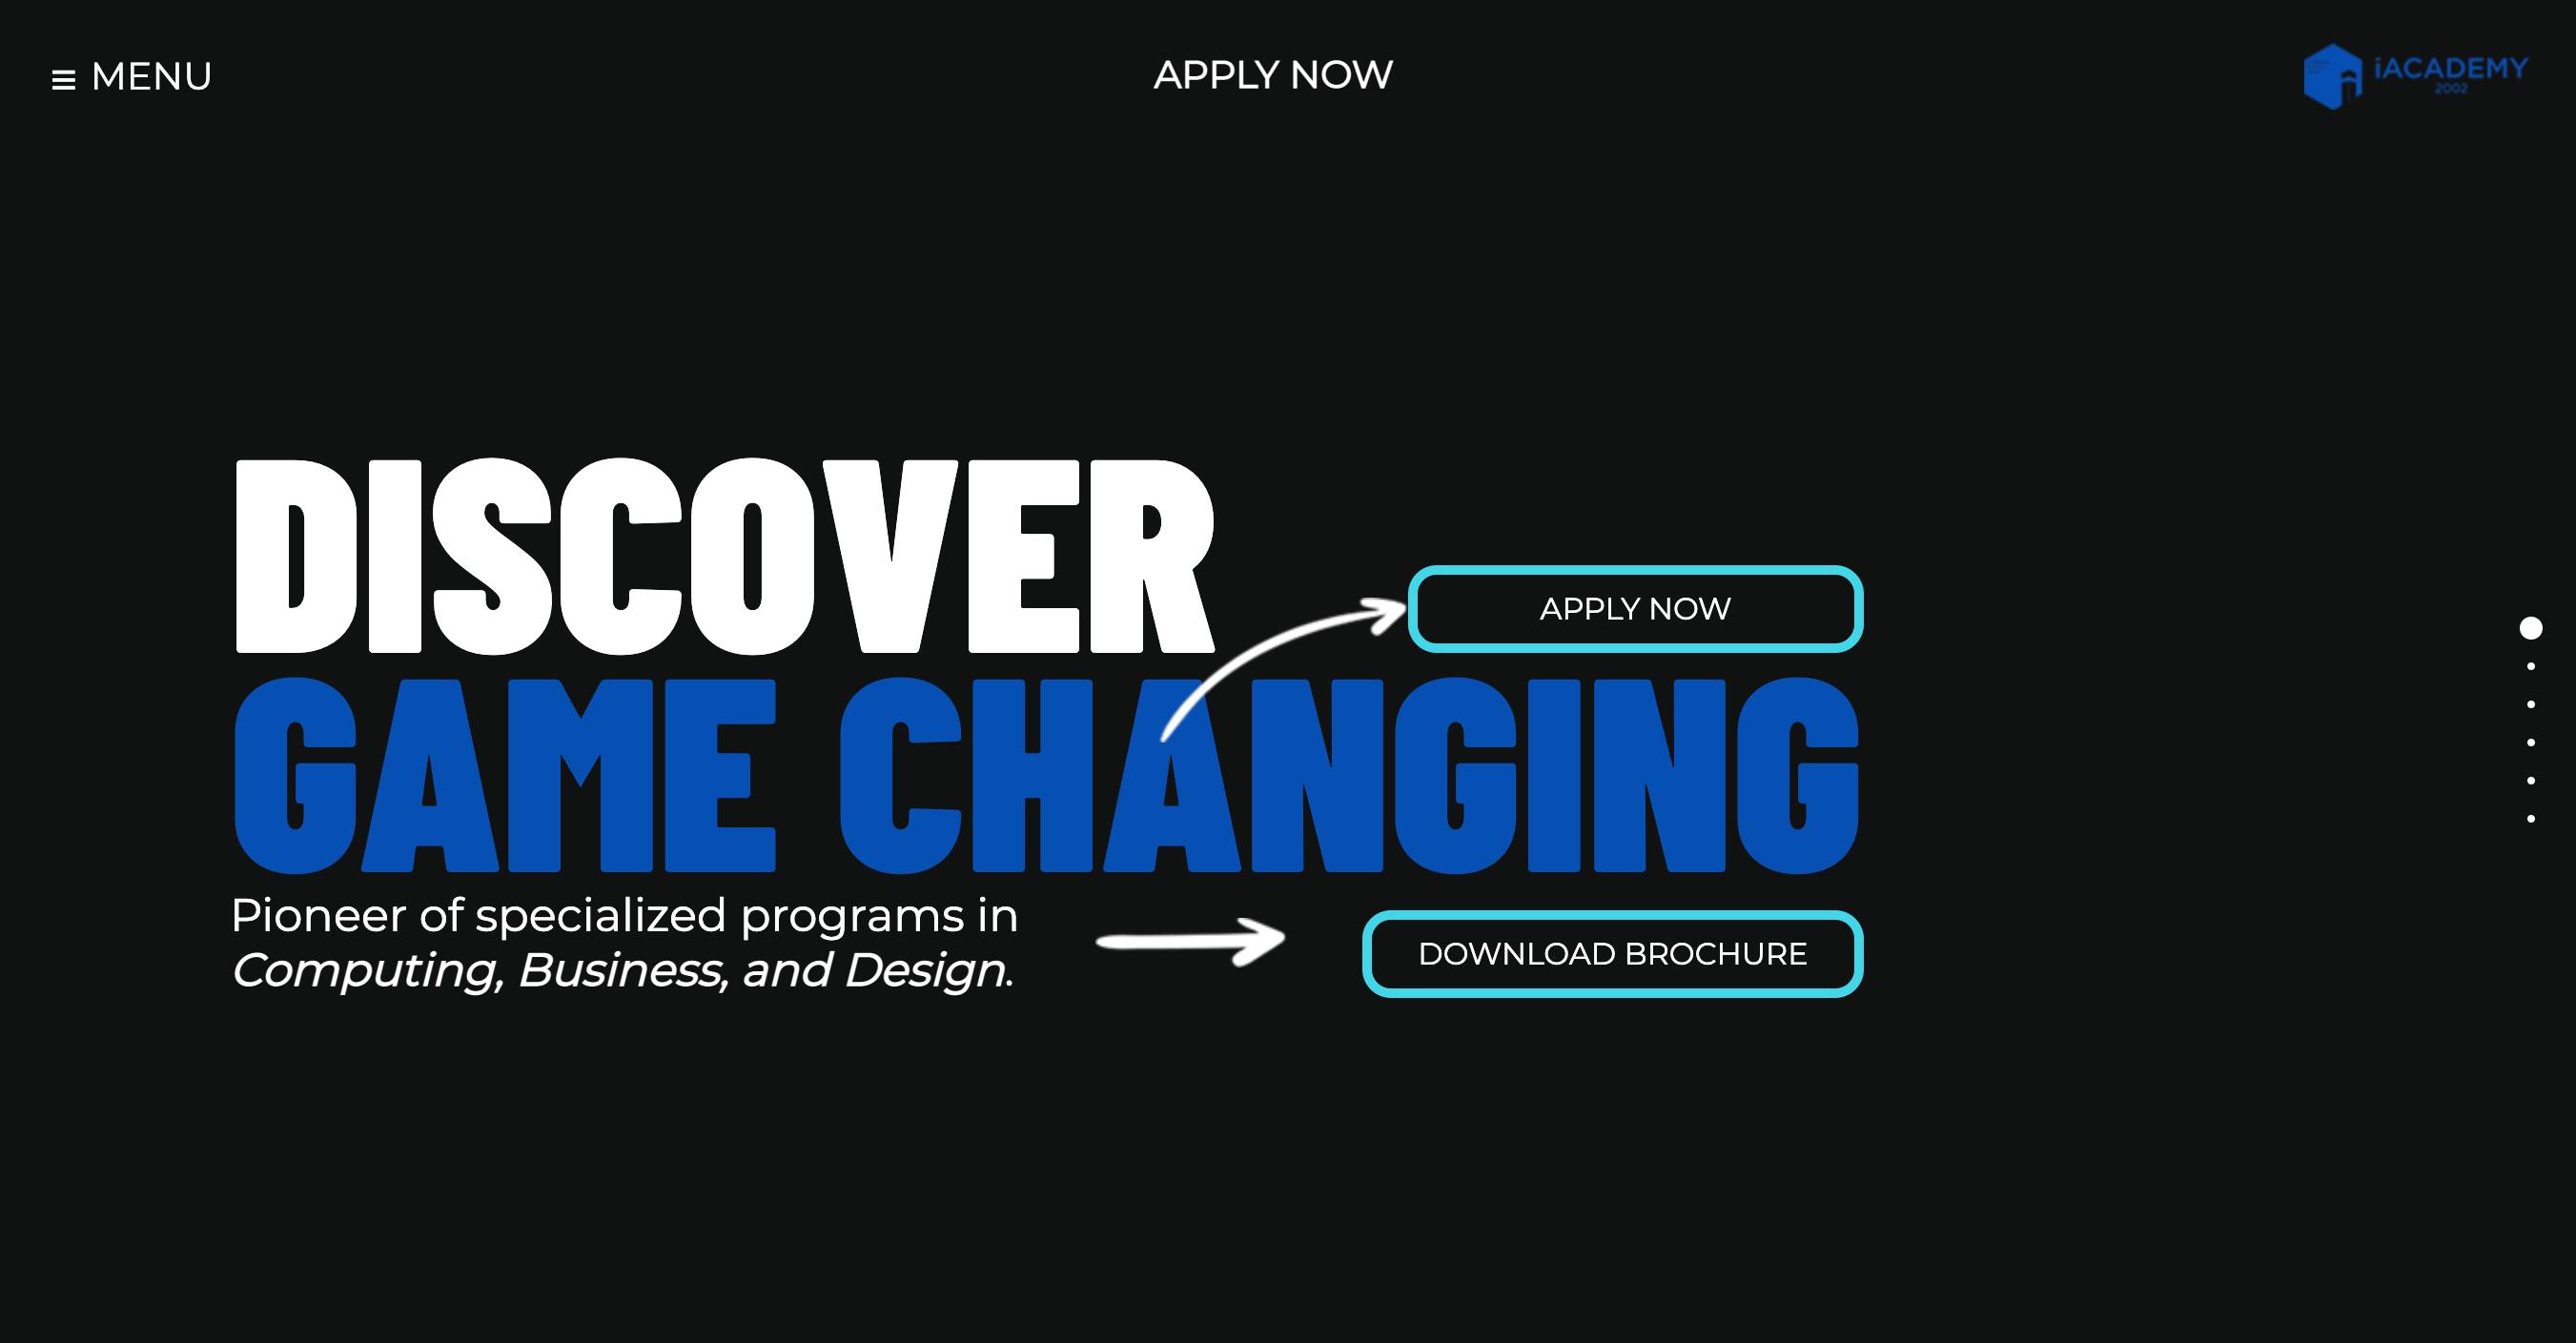 MENU
APPLY NOW
iACADEMY
2002
DISCOVER
APPLY NOW
GAME CHANGING
Pioneer of specialized programs in
Computing, Business, and Design.
DOWNLOAD BROCHURE